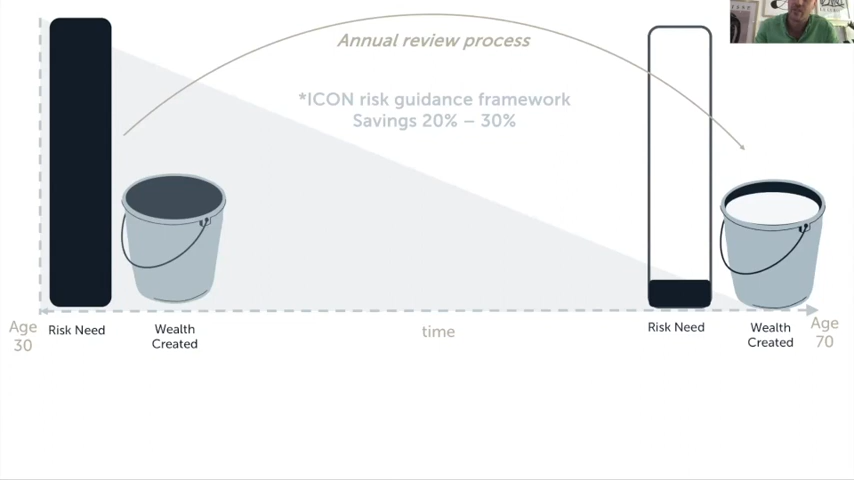 Annual review process
*ICON risk guidance framework
Savings 20% – 30%
Age
30
Risk Need
Wealth
Created
time
Risk Need
Wealth
Created
Age
70